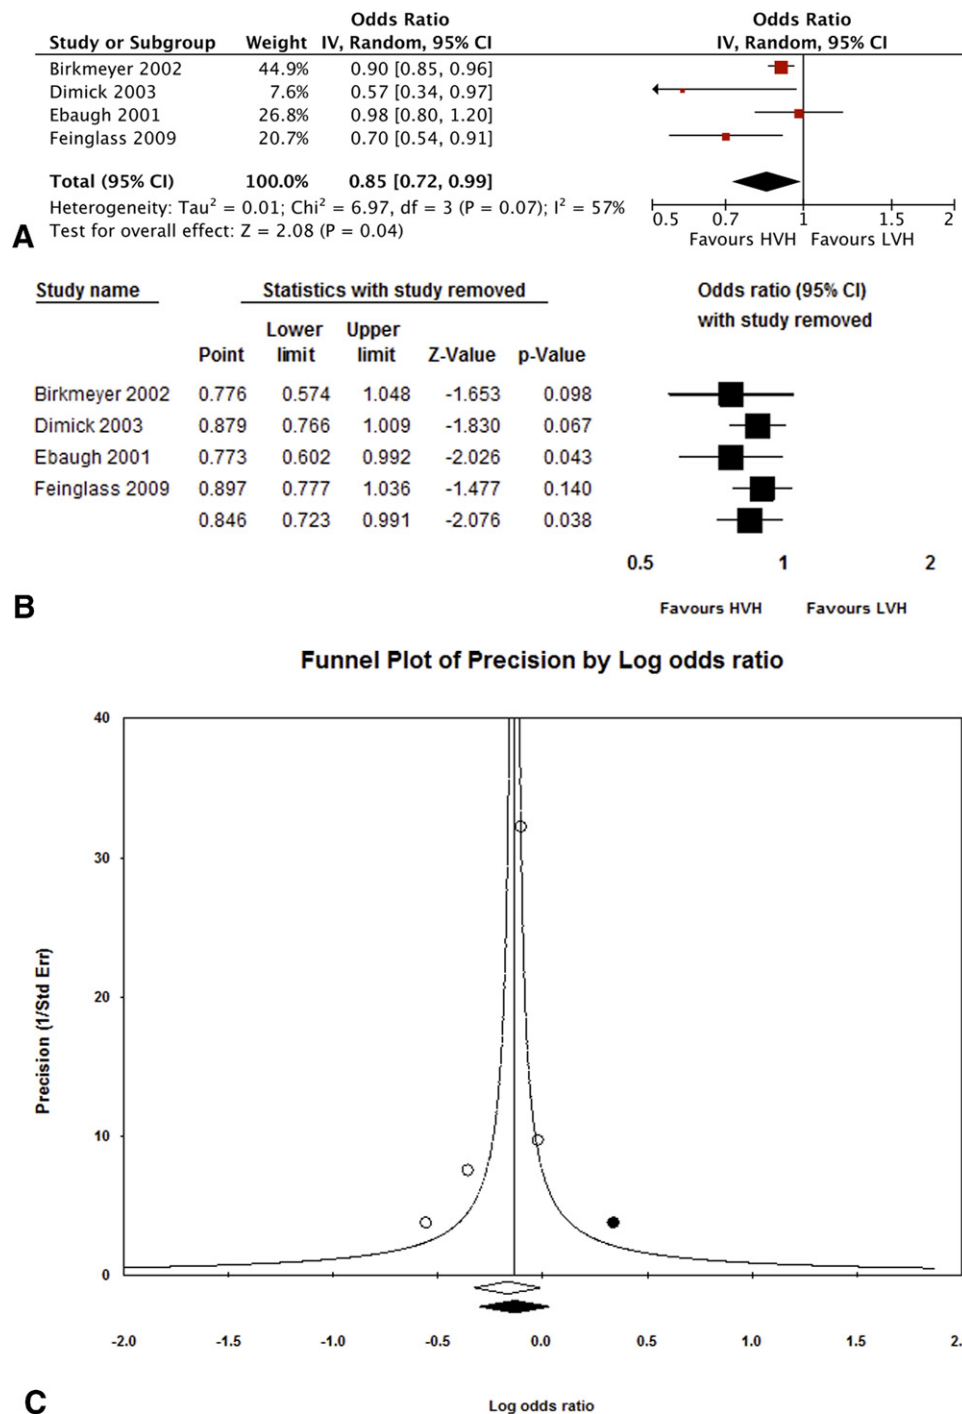 Odds Ratio Odds Ratio
Study or Subgroup Weight IV, Random, 95% CI IV, Random, 95% CI
Birkmeyer 2002 44.9% 0.90 [0.85, 0.96]
Dimick 2003 7.6% 0.57 [0.34, 0.97]
Ebaugh 2001 26.8% 0.98 [0.80, 1.20]
Feinglass 2009 20.7% 0.70 [0.54, 0.91]
Total (95% CI) 100.0% 0.85 [0.72, 0.99]
Heterogeneity: Tau² = 0.01; Chi² = 6.97, df = 3 (P = 0.07); I² = 57%
Test for overall effect: Z = 2.08 (P = 0.04)
0.5 0.7 1 1.5 2
Favours HVH Favours LVH
A
Study name Statistics with study removed Odds ratio (95% CI)
with study removed
Lower Upper
Point limit limit Z-Value p-Value
Birkmeyer 2002 0.776 0.574 1.048 -1.653 0.098
Dimick 2003 0.879 0.766 1.009 -1.830 0.067
Ebaugh 2001 0.773 0.602 0.992 -2.026 0.043
Feinglass 2009 0.897 0.777 1.036 -1.477 0.140
0.846 0.723 0.991 -2.076 0.038
0.5 1 2
Favours HVH Favours LVH
B
Funnel Plot of Precision by Log odds ratio
40
30
20
10
0
Precision (1/Std Err)
-2.0 -1.5 -1.0 -0.5 0.0 0.5 1.0 1.5 2.
Log odds ratio
C